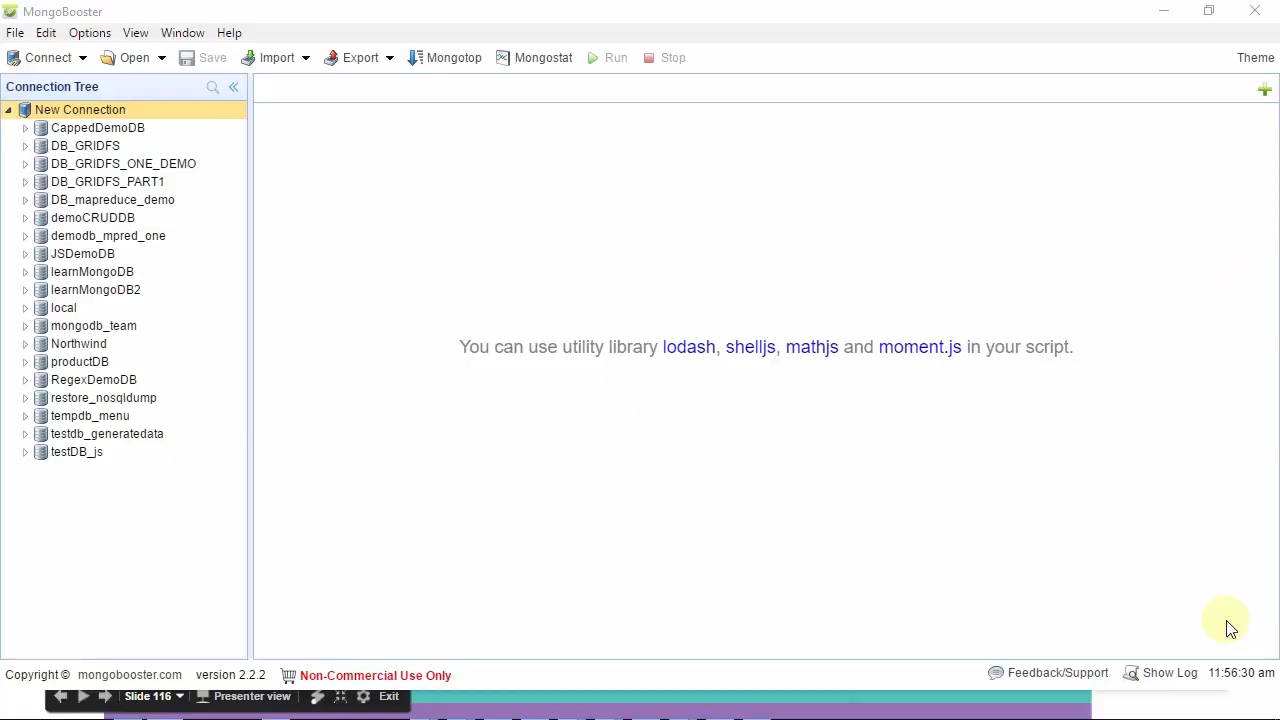 MongoBooster
File Edit Options View Window Help
Connect Open Save Import Export Mongotop Mongostat Run Stop Theme
Connection Tree
New Connection
CappedDemoDB
DB_GRIDFS
DB_GRIDFS_ONE_DEMO
DB_GRIDFS_PART1
DB_mapreduce_demo
demoCRUDDB
demodb_mpred_one
JSDemoDB
learnMongoDB
learnMongoDB2
local
mongodb_team
Northwind
productDB
RegexDemoDB
restore_nosqldump
tempdb_menu
testdb_generatedata
testDB_js
You can use utility library lodash, shelljs, mathjs and moment.js in your script.
Copyright © mongobooster.com version 2.2.2 Non-Commercial Use Only Feedback/Support Show Log 11:56:30 am
Slide 116 Presenter view Exit